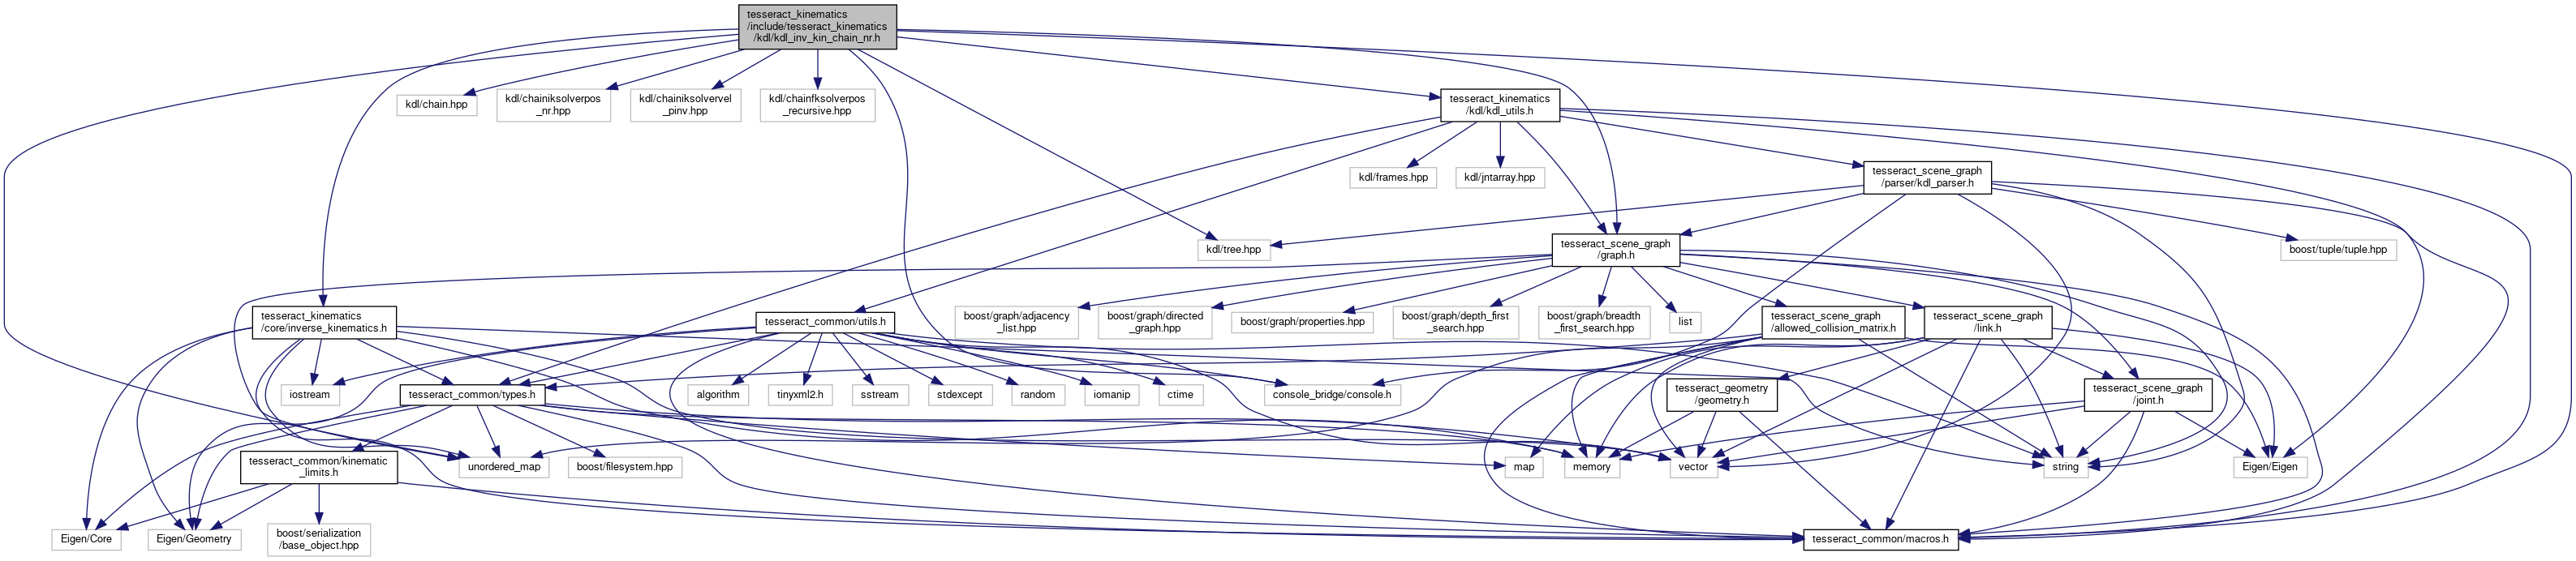 tesseract_kinematics
/include/tesseract_kinematics
/kdl/kdl_inv_kin_chain_nr.h
kdl/chain.hpp
kdl/chainiksolverpos
_nr.hpp
kdl/chainiksolvervel
_pinv.hpp
kdl/chainfksolverpos
_recursive.hpp
tesseract_kinematics
/kdl/kdl_utils.h
kdl/frames.hpp
kdl/jntarray.hpp
tesseract_scene_graph
/parser/kdl_parser.h
kdl/tree.hpp
tesseract_scene_graph
/graph.h
boost/tuple/tuple.hpp
tesseract_kinematics
/core/inverse_kinematics.h
tesseract_common/utils.h
boost/graph/adjacency
_list.hpp
boost/graph/directed
_graph.hpp
boost/graph/properties.hpp
boost/graph/depth_first
_search.hpp
boost/graph/breadth
_first_search.hpp
list
tesseract_scene_graph
/allowed_collision_matrix.h
tesseract_scene_graph
/link.h
iostream
tesseract_common/types.h
algorithm
tinyxml2.h
sstream
stdexcept
random
iomanip
ctime
console_bridge/console.h
tesseract_geometry
/geometry.h
tesseract_scene_graph
/joint.h
tesseract_common/kinematic
_limits.h
unordered_map
boost/filesystem.hpp
map
memory
vector
string
Eigen/Eigen
Eigen/Core
Eigen/Geometry
boost/serialization
/base_object.hpp
tesseract_common/macros.h